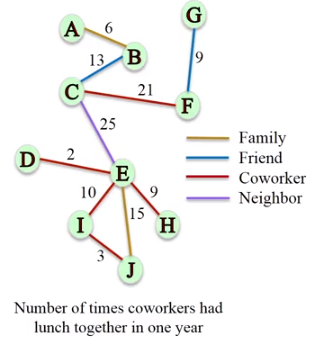 G
A
6
B
13
9
C
21
F
25
Family
Friend
Coworker
Neighbor
D
2
E
10
15
9
I
H
3
J
Number of times coworkers had
lunch together in one year